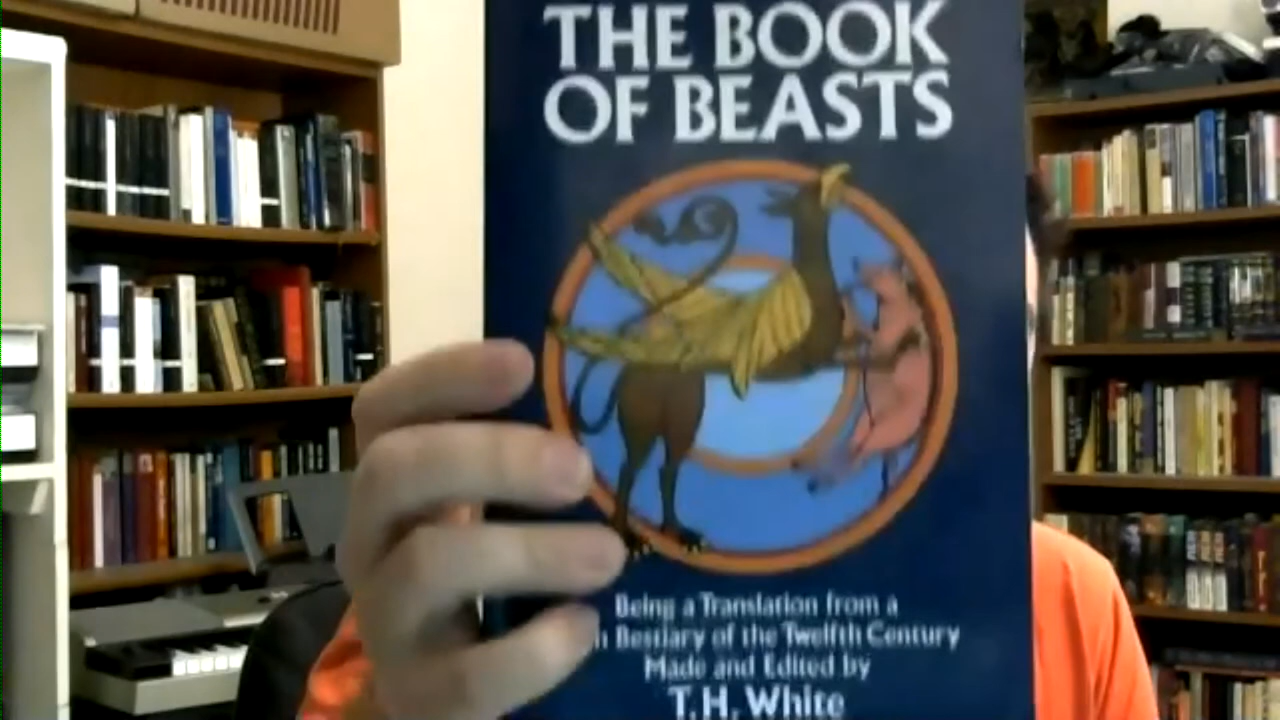 THE BOOK
OF BEASTS
Being a Translation from a
Bestiary of the Twelfth Century
Made and Edited by
T.H. White